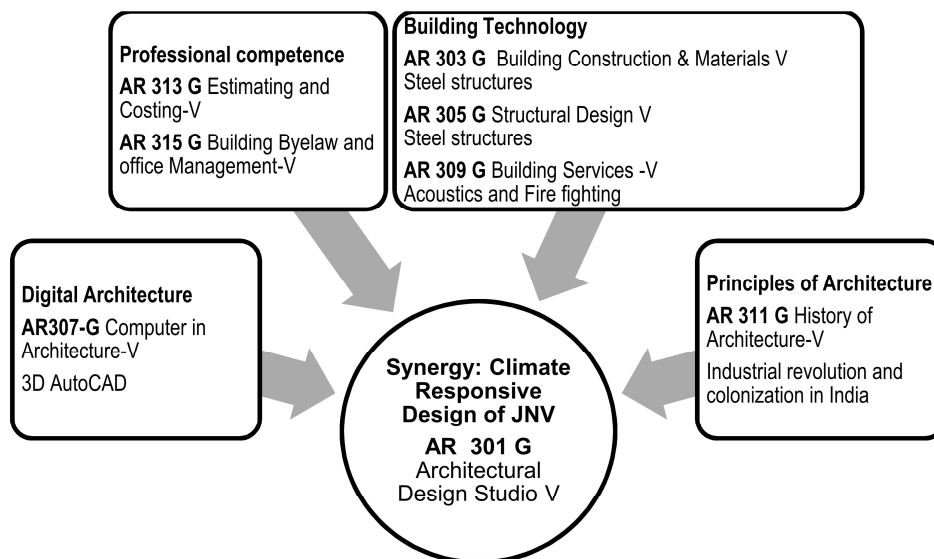 Professional competence
AR 313 G Estimating and
Costing-V
AR 315 G Building Byelaw and
office Management-V
Building Technology
AR 303 G Building Construction & Materials V
Steel structures
AR 305 G Structural Design V
Steel structures
AR 309 G Building Services -V
Acoustics and Fire fighting
Digital Architecture
AR307-G Computer in
Architecture-V
3D AutoCAD
Principles of Architecture
AR 311 G History of
Architecture-V
Industrial revolution and
colonization in India
Synergy: Climate
Responsive
Design of JNV
AR 301 G
Architectural
Design Studio V